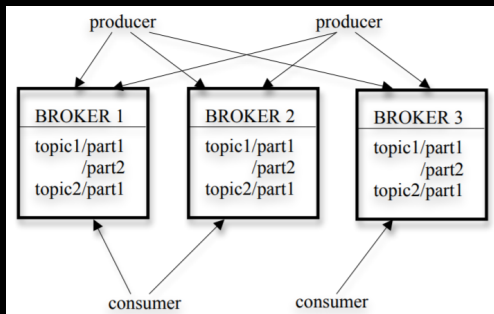 producer producer
BROKER 1 BROKER 2 BROKER 3
topic1/part1 topic1/part1 topic1/part1
/part2 /part2 /part2
topic2/part1 topic2/part1 topic2/part1
consumer consumer